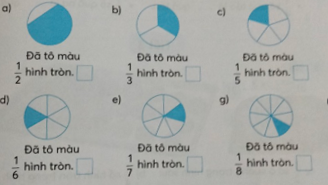 a)
b)
c)
Đã tô màu
1/2 hình tròn.
Đã tô màu
1/3 hình tròn.
Đã tô màu
1/5 hình tròn.
d)
e)
g)
Đã tô màu
1/6 hình tròn.
Đã tô màu
1/7 hình tròn.
Đã tô màu
1/8 hình tròn.